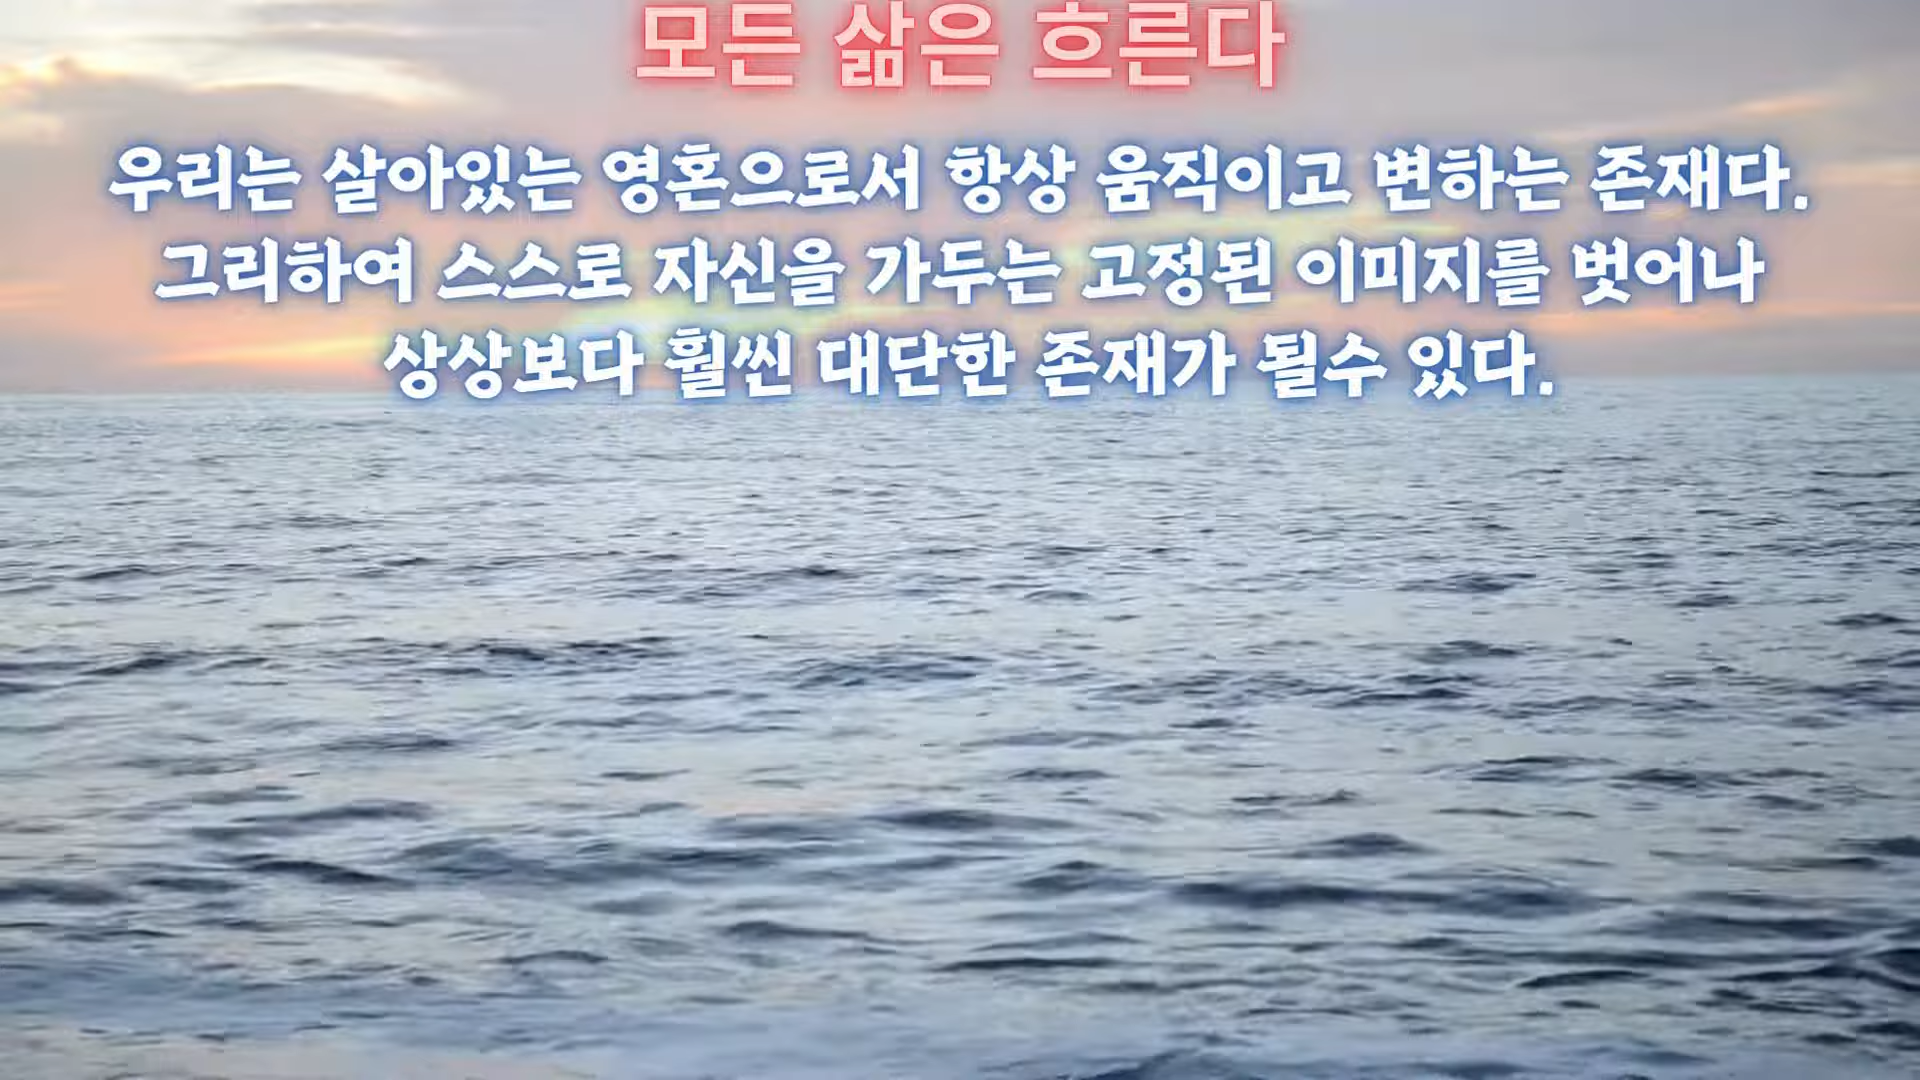 모든 삶은 흐른다
우리는 살아있는 영혼으로서 항상 움직이고 변하는 존재다.
그리하여 스스로 자신을 가두는 고정된 이미지를 벗어나
상상보다 훨씬 대단한 존재가 될수 있다.